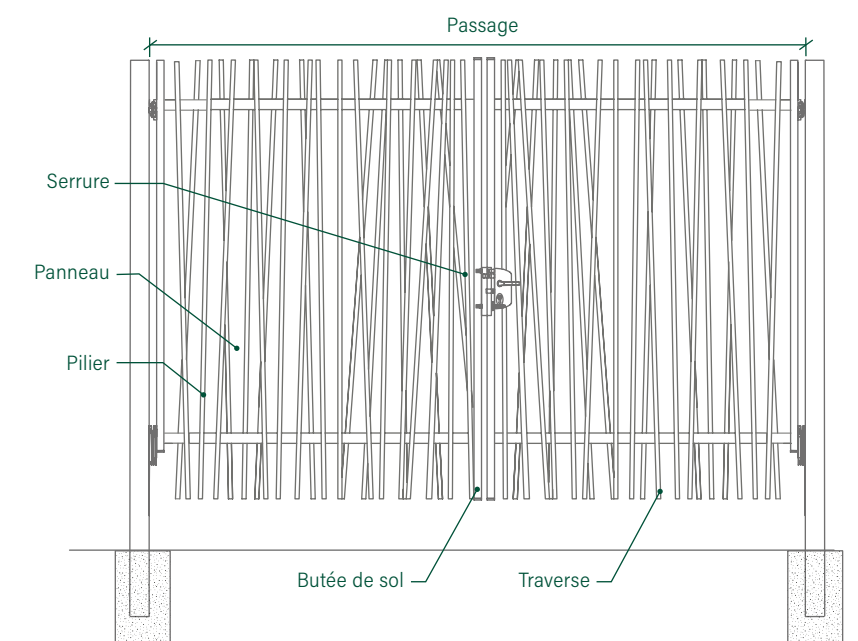 Passage
Serrure
Panneau
Pilier
Butée de sol
Traverse